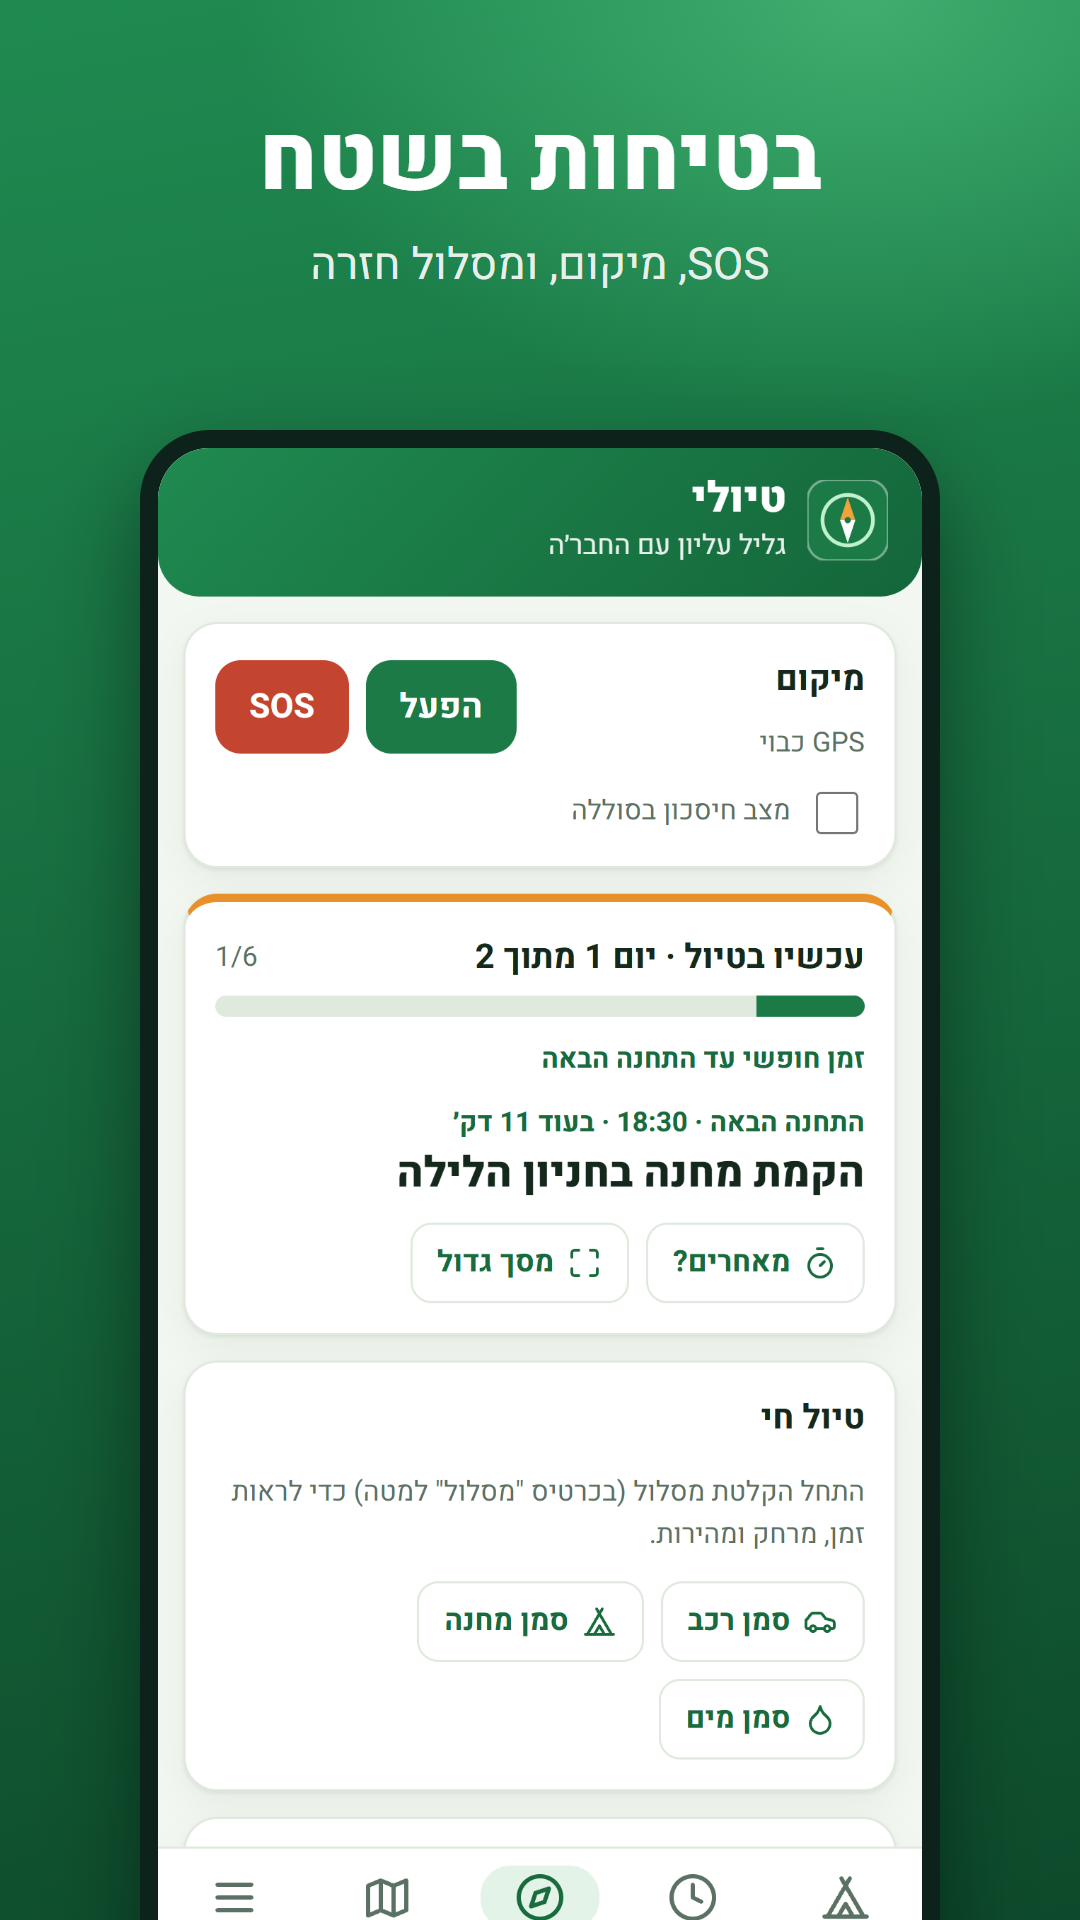 בטיחות בשטח
SOS, מיקום, ומסלול חזרה
טיולי
גליל עליון עם החבר'ה
מיקום
הפעל
SOS
GPS כבוי
מצב חיסכון בסוללה
עכשיו בטיול · יום 1 מתוך 2
1/6
זמן חופשי עד התחנה הבאה
התחנה הבאה · 18:30 · בעוד 11 דק'
הקמת מחנה בחניון הלילה
מאחרים?
מסך גדול
טיול חי
התחל הקלטת מסלול (בכרטיס "מסלול" למטה) כדי לראות
זמן, מרחק ומהירות.
סמן רכב
סמן מחנה
סמן מים